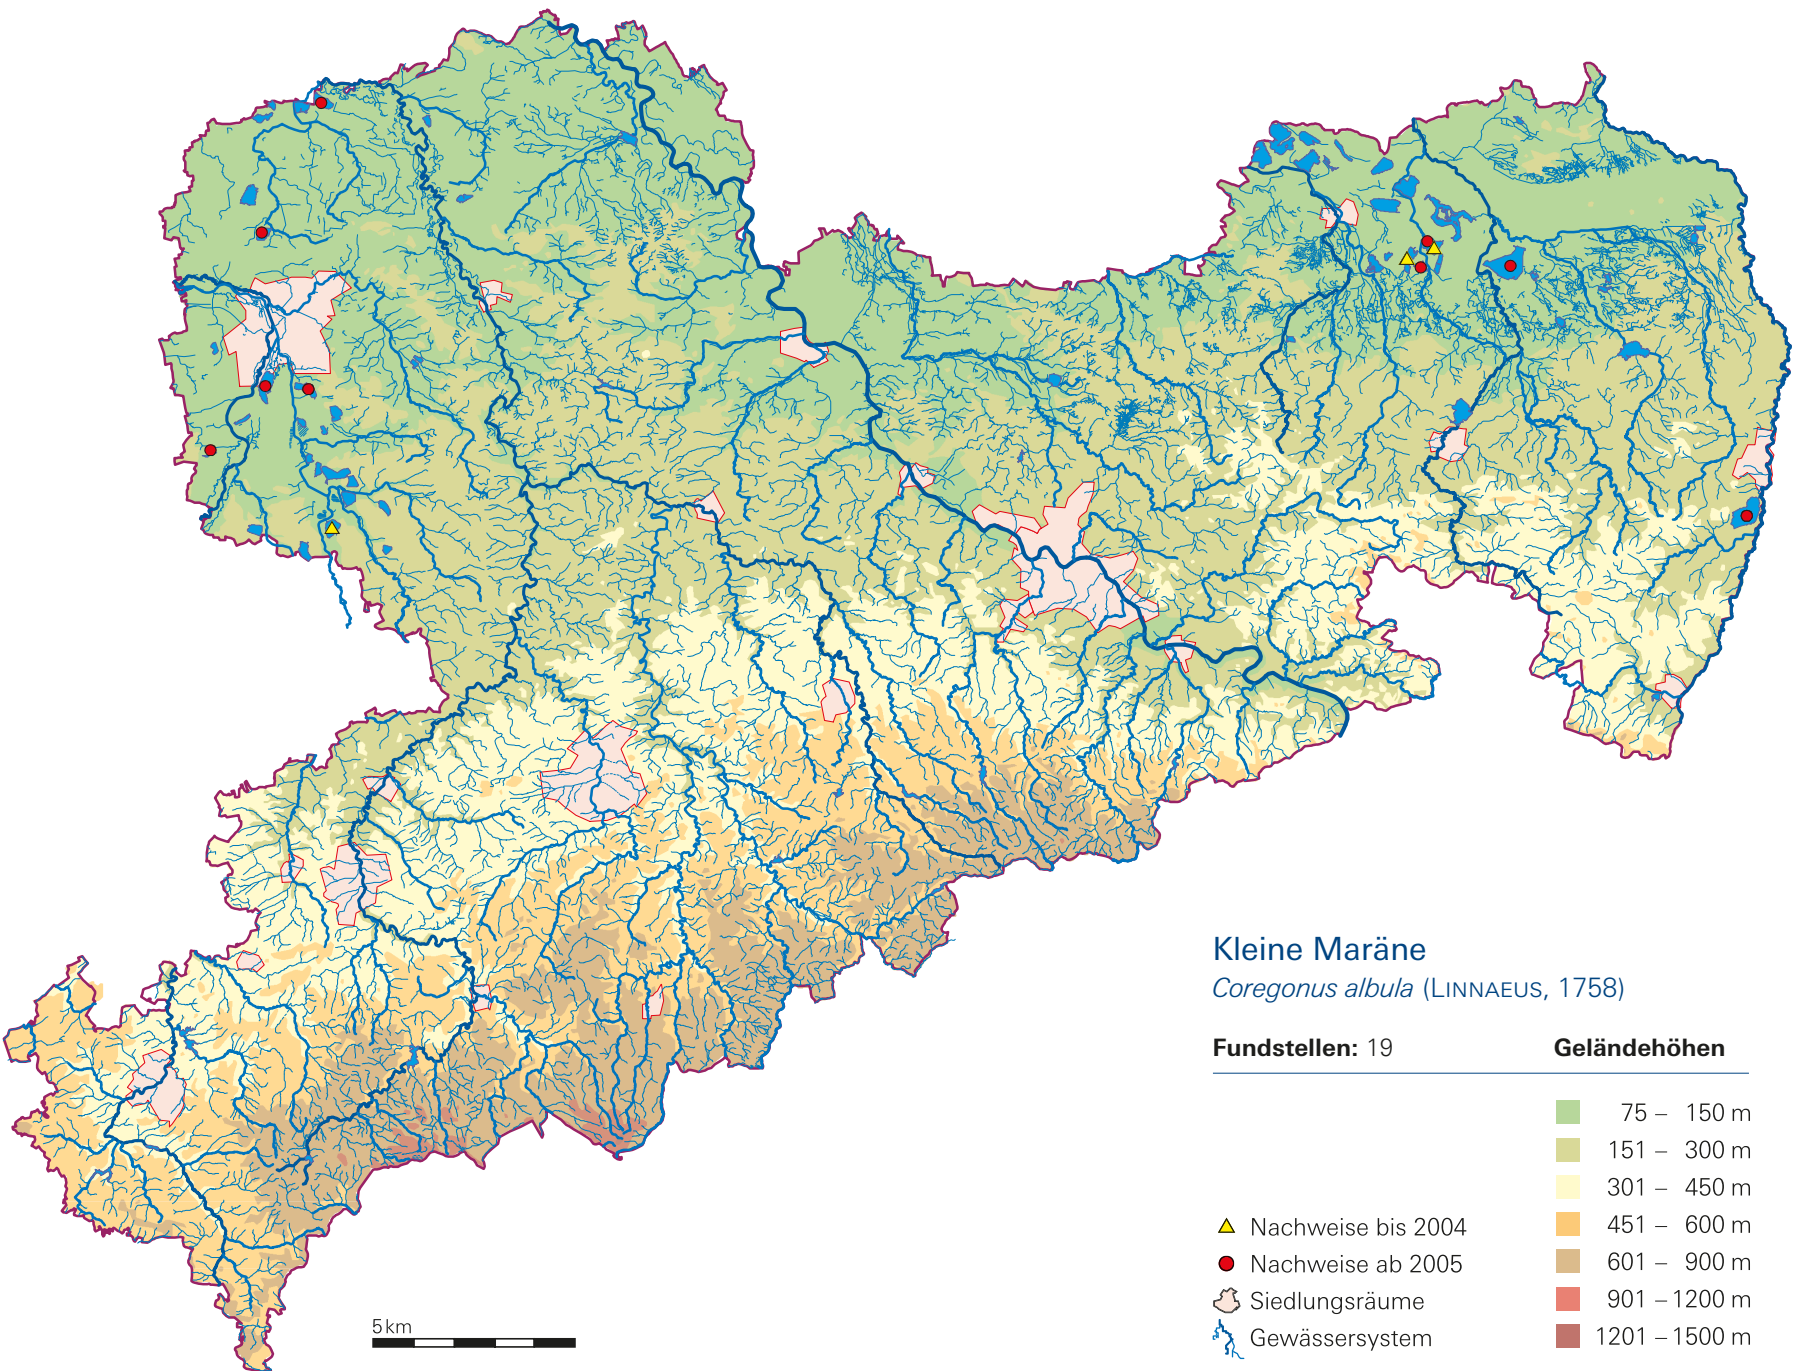 Kleine Maräne
Coregonus albula (LINNAEUS, 1758)
Fundstellen: 19
Geländehöhen
75 – 150 m
151 – 300 m
301 – 450 m
451 – 600 m
601 – 900 m
901 – 1200 m
1201 – 1500 m
Nachweise bis 2004
Nachweise ab 2005
Siedlungsräume
Gewässersystem
5 km